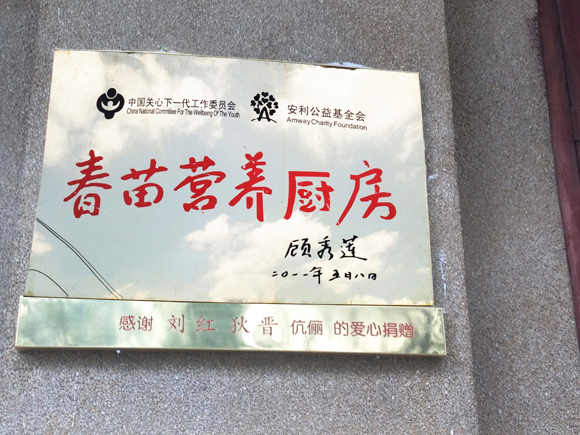 中国关心下一代工作委员会
China National Committee For The Wellbeing Of The Youth
安利公益基金会
Amway Charity Foundation
春苗营养厨房
顾秀莲
二〇一一年五月八日
感谢 刘红 狄晋 伉俪 的爱心捐赠